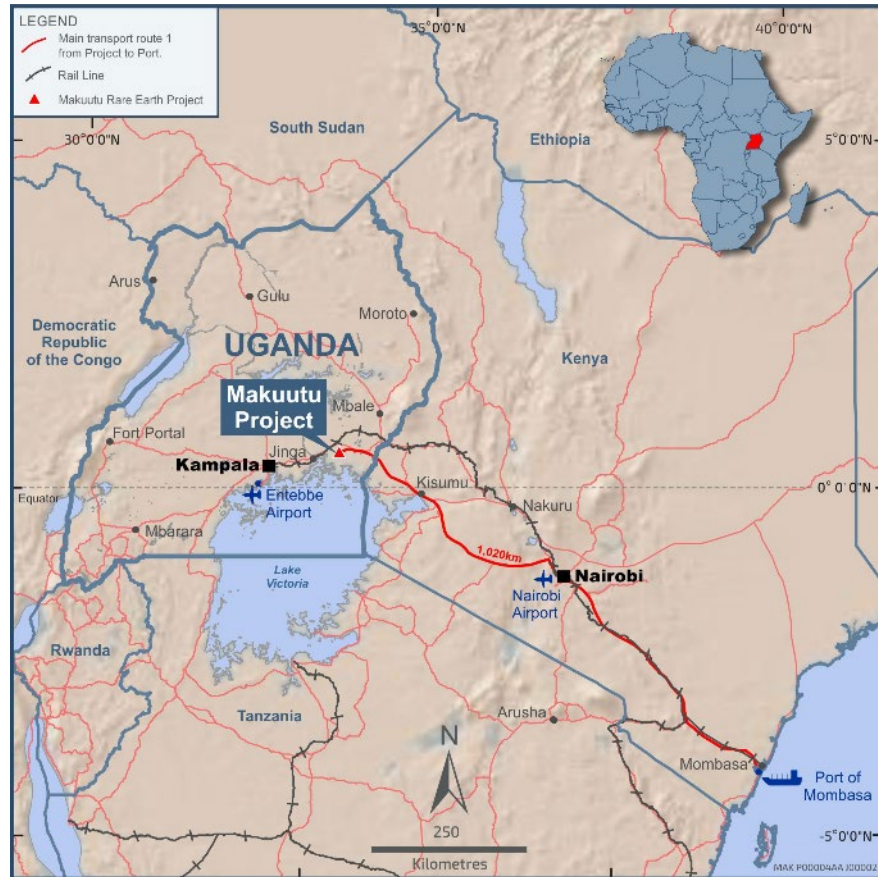 LEGEND
Main transport route 1
from Project to Port.
Rail Line
Makuutu Rare Earth Project
35°0'0"N
40°0'0"N
30°0'0"N
5°0'0"N
South Sudan
Ethiopia
Arus
Gulu
Moroto
Democratic
Republic
of the Congo
UGANDA
Kenya
Makuutu
Project
Mbale
Fort Portal
Jinga
Kampala
Kisumu
Equator
0°0'0"N
Entebbe
Airport
Nakuru
Mbarara
1,020km
Lake
Victoria
Nairobi
Nairobi
Airport
Rwanda
Tanzania
Arusha
N
Mombasa
Port of
Mombasa
250
Kilometres
-5°0'0"N
MAK P00004AA J00002